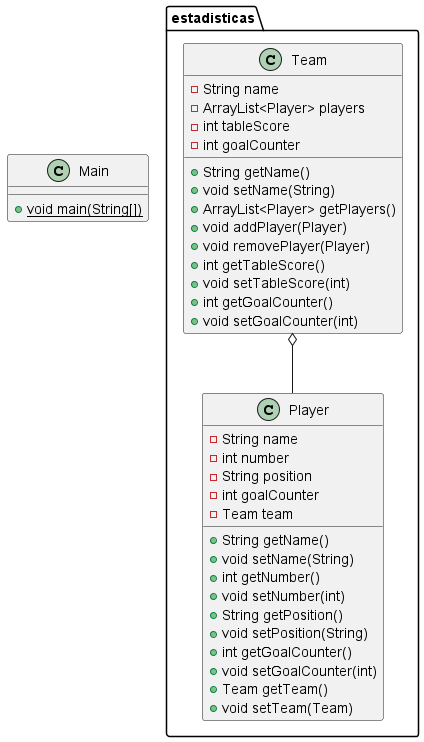 estadisticas
C Team
String name
ArrayList<Player> players
int tableScore
int goalCounter
String getName()
void setName(String)
ArrayList<Player> getPlayers()
void addPlayer(Player)
void removePlayer(Player)
int getTableScore()
void setTableScore(int)
int getGoalCounter()
void setGoalCounter(int)
C Main
void main(String[])
C Player
String name
int number
String position
int goalCounter
Team team
String getName()
void setName(String)
int getNumber()
void setNumber(int)
String getPosition()
void setPosition(String)
int getGoalCounter()
void setGoalCounter(int)
Team getTeam()
void setTeam(Team)